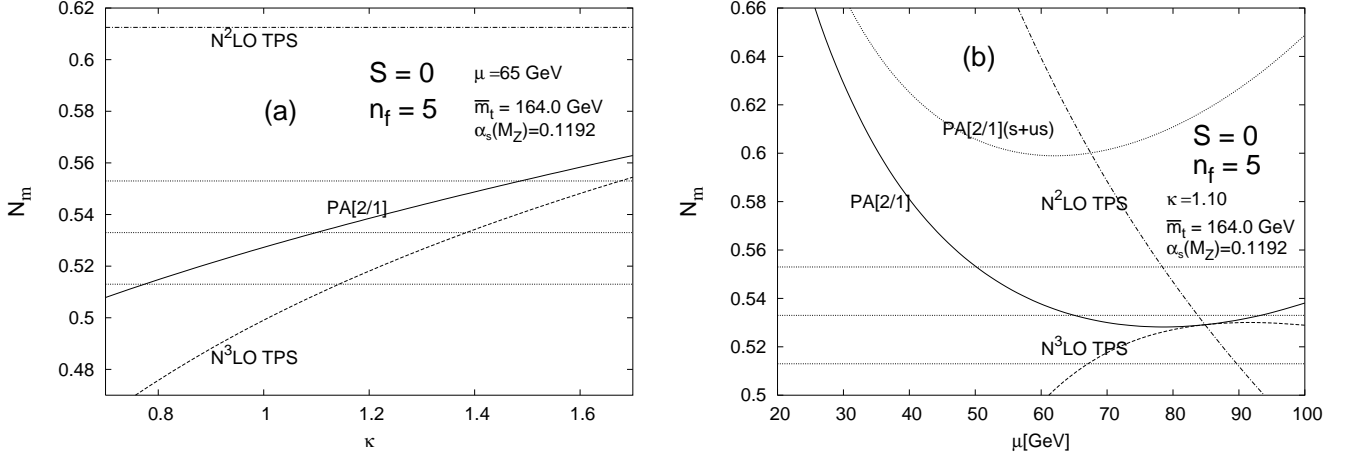 0.62
0.6
0.58
0.56
0.54
0.52
0.5
0.48
N_m
N²LO TPS
S = 0
μ =65 GeV
(a)
n_f = 5
m̅_t = 164.0 GeV
α_s(M_Z)=0.1192
PA[2/1]
N³LO TPS
0.8
1
1.2
1.4
1.6
κ
0.66
0.64
0.62
0.6
0.58
0.56
0.54
0.52
0.5
N_m
(b)
PA[2/1](s+us)
S = 0
n_f = 5
PA[2/1]
N²LO TPS
κ =1.10
m̅_t = 164.0 GeV
α_s(M_Z)=0.1192
N³LO TPS
20
30
40
50
60
70
80
90
100
μ[GeV]